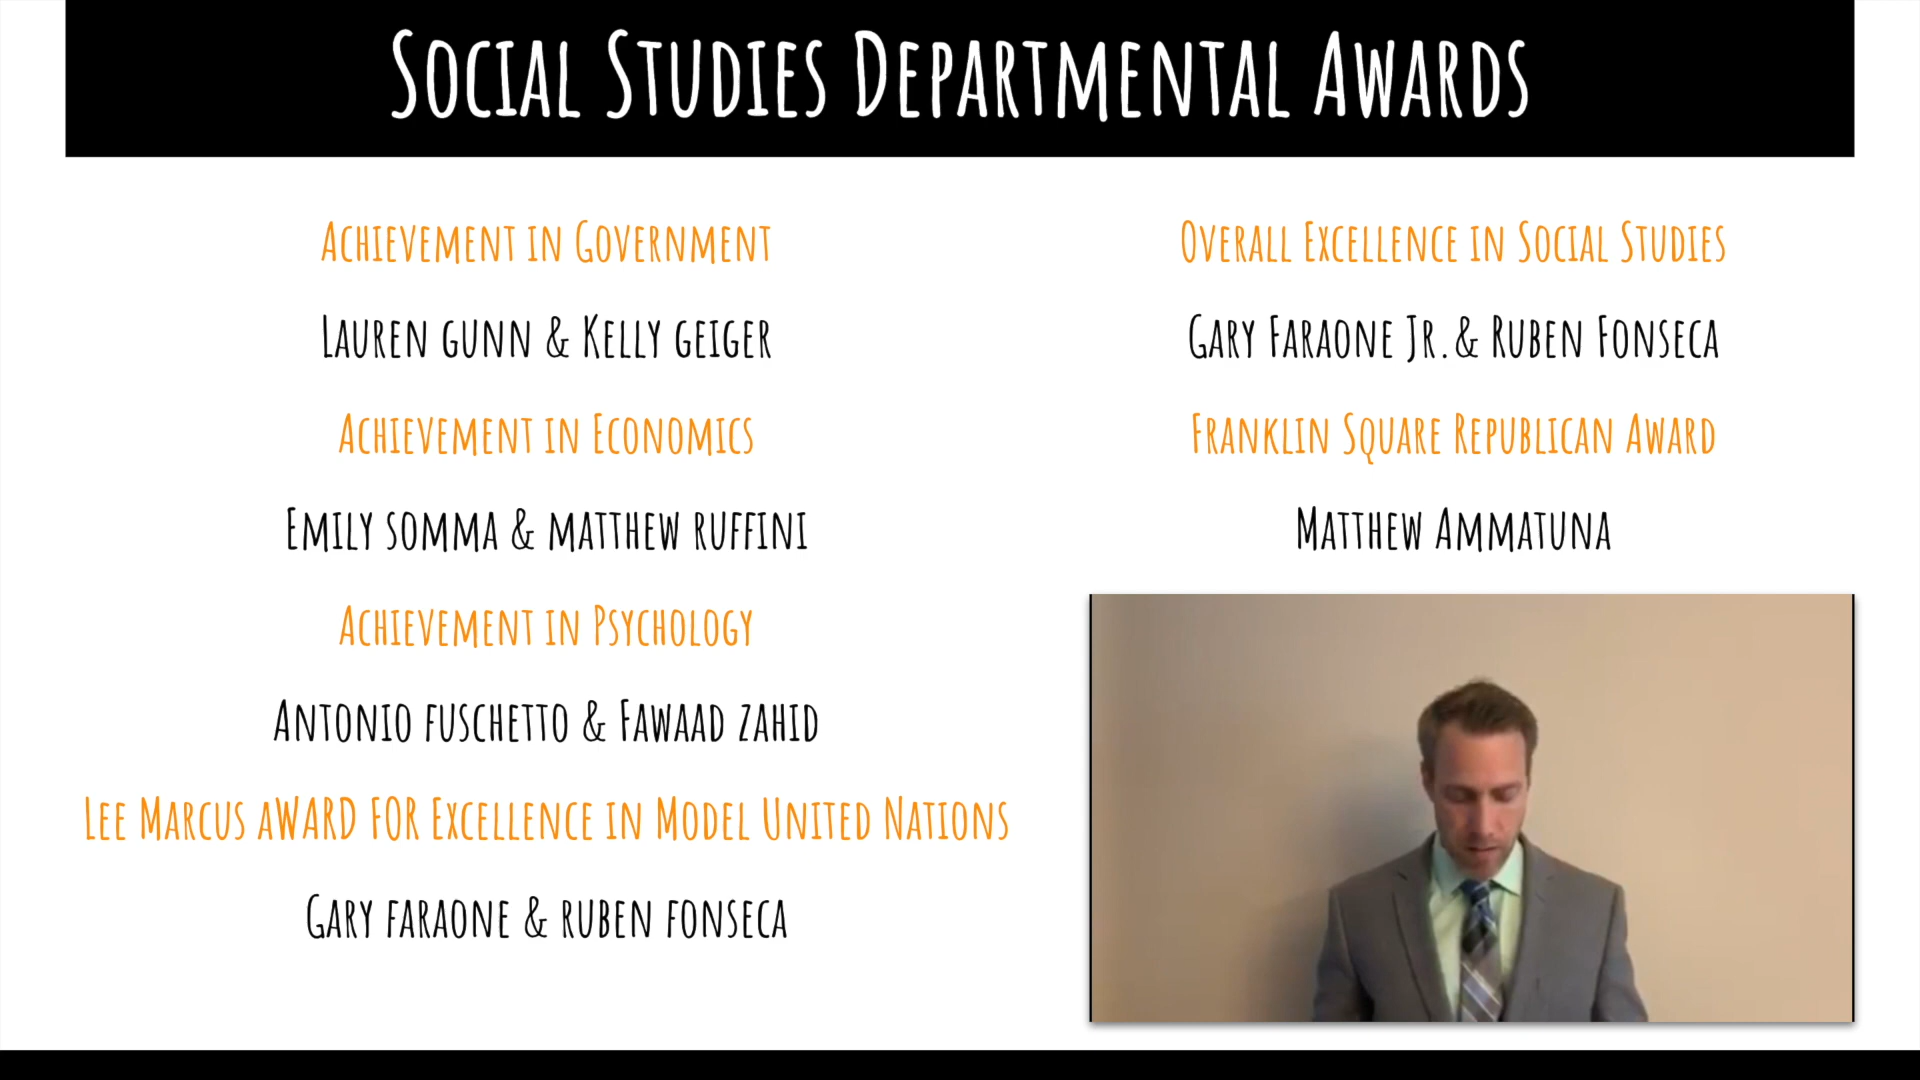 Social Studies Departmental Awards
Achievement in Government
Lauren gunn & Kelly geiger
Achievement in Economics
Emily somma & matthew ruffini
Achievement in Psychology
Antonio fuschetto & Fawaad zahid
Lee Marcus aWARD FOR Excellence in Model United Nations
Gary faraone & ruben fonseca
Overall Excellence in Social Studies
Gary Faraone Jr.& Ruben Fonseca
Franklin Square Republican Award
Matthew Ammatuna